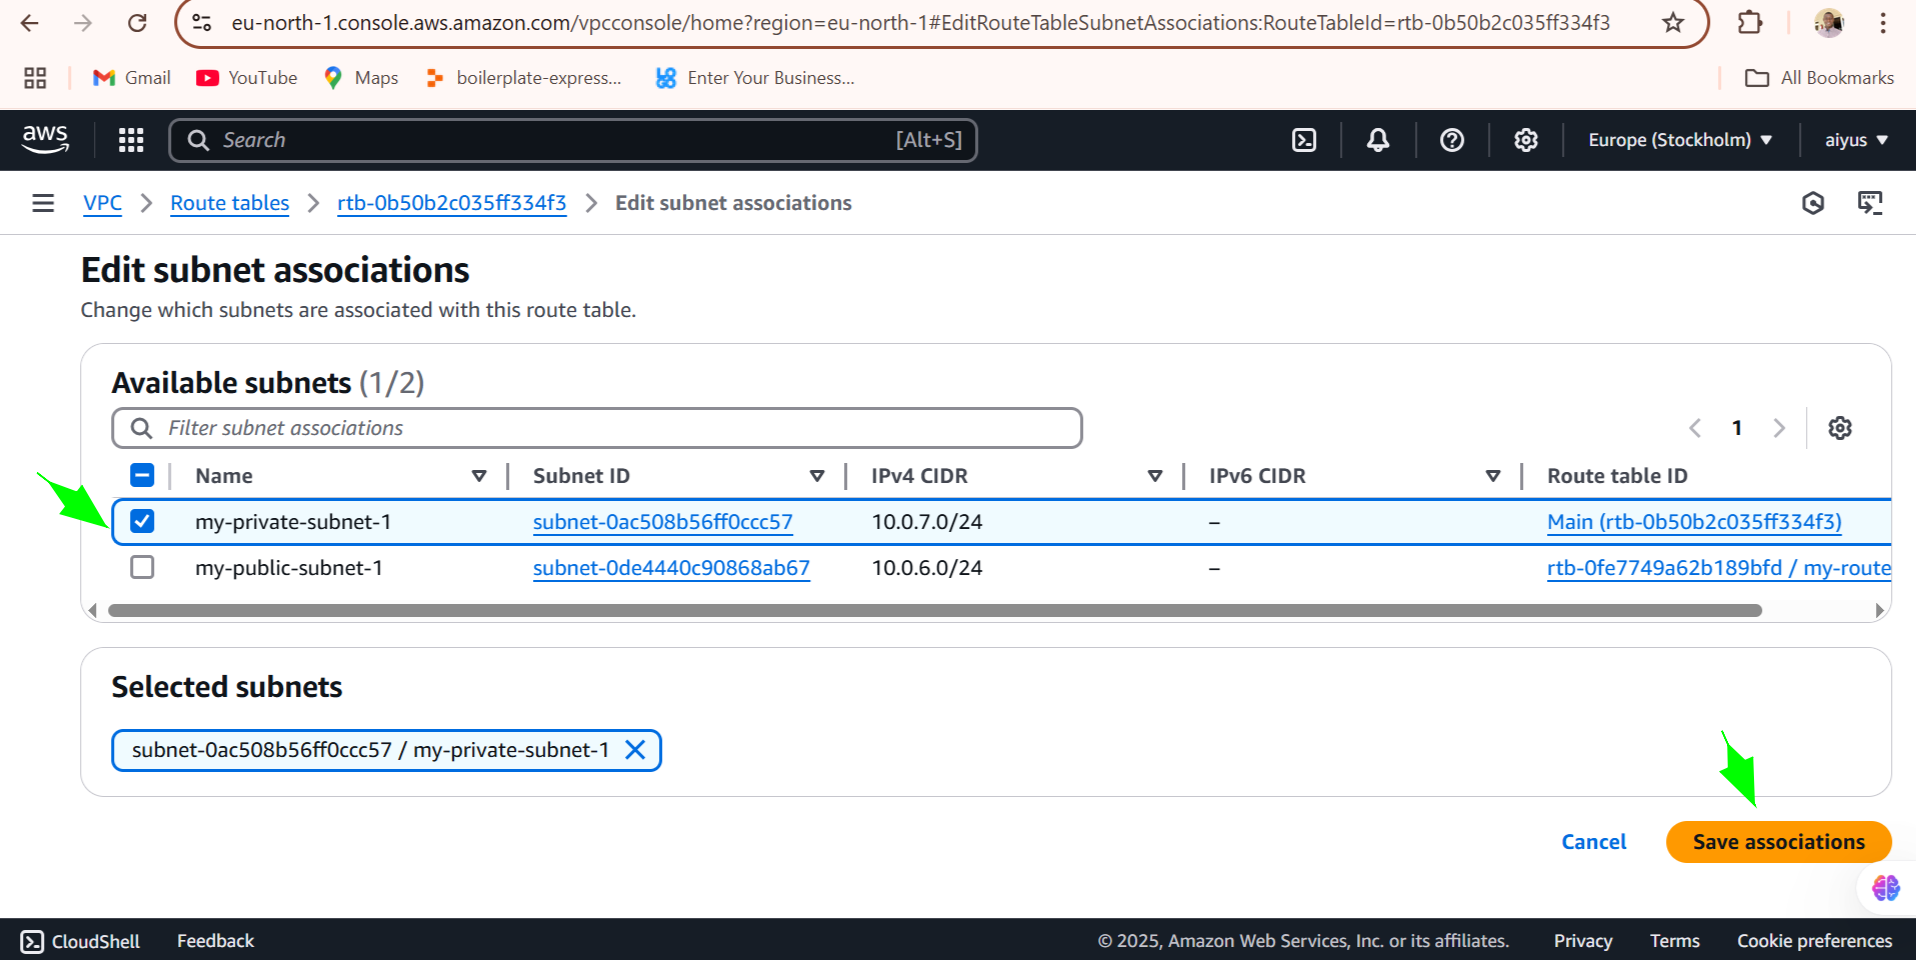 eu-north-1.console.aws.amazon.com/vpcconsole/home?region=eu-north-1#EditRouteTableSubnetAssociations:RouteTableId=rtb-0b50b2c035ff334f3
Gmail YouTube Maps boilerplate-express... Enter Your Business... All Bookmarks
aws Search [Alt+S] Europe (Stockholm) aiyus
VPC Route tables rtb-0b50b2c035ff334f3 Edit subnet associations
Edit subnet associations
Change which subnets are associated with this route table.
Available subnets (1/2)
Filter subnet associations 1
Name Subnet ID IPv4 CIDR IPv6 CIDR Route table ID
my-private-subnet-1 subnet-0ac508b56ff0ccc57 10.0.7.0/24 – Main (rtb-0b50b2c035ff334f3)
my-public-subnet-1 subnet-0de4440c90868ab67 10.0.6.0/24 – rtb-0fe7749a62b189bfd / my-route
Selected subnets
subnet-0ac508b56ff0ccc57 / my-private-subnet-1
Cancel Save associations
CloudShell Feedback © 2025, Amazon Web Services, Inc. or its affiliates. Privacy Terms Cookie preferences